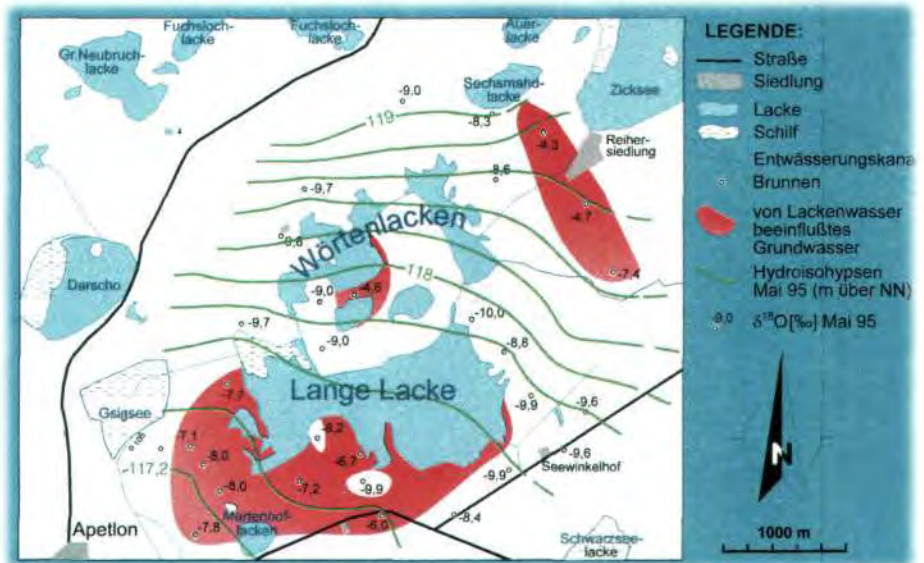 Fuchsloch-
lacke
Fuchsloch-
lacke
Auer-
lacke
Gr.Neubruch-
lacke
Sechsmahd-
lacke
Zicksee
-9,0
119
-8,3
-4,3
Reiher-
siedlung
-8,6
-9,7
-4,7
Wörtenlacken
-7,4
Darscho
118
-9,0
-4,6
-10,0
-9,7
-9,0
-8,8
Lange Lacke
-7,7
Gsigsee
-9,9
-9,6
-8,2
-7,1
-6,7
-9,6
-8,0
Seewinkelhof
-9,9
117,2
-8,0
-7,2
-9,9
-8,4
Apetlon
-7,8
-6,0
Schwarzsee-
lacke
LEGENDE:
Straße
Siedlung
Lacke
Schilf
Entwässerungskana
Brunnen
von Lackenwasser
beeinflußtes
Grundwasser
Hydroisohypsen
Mai 95 (m über NN)
-9,0 δ¹⁸O[‰] Mai 95
N
1000 m